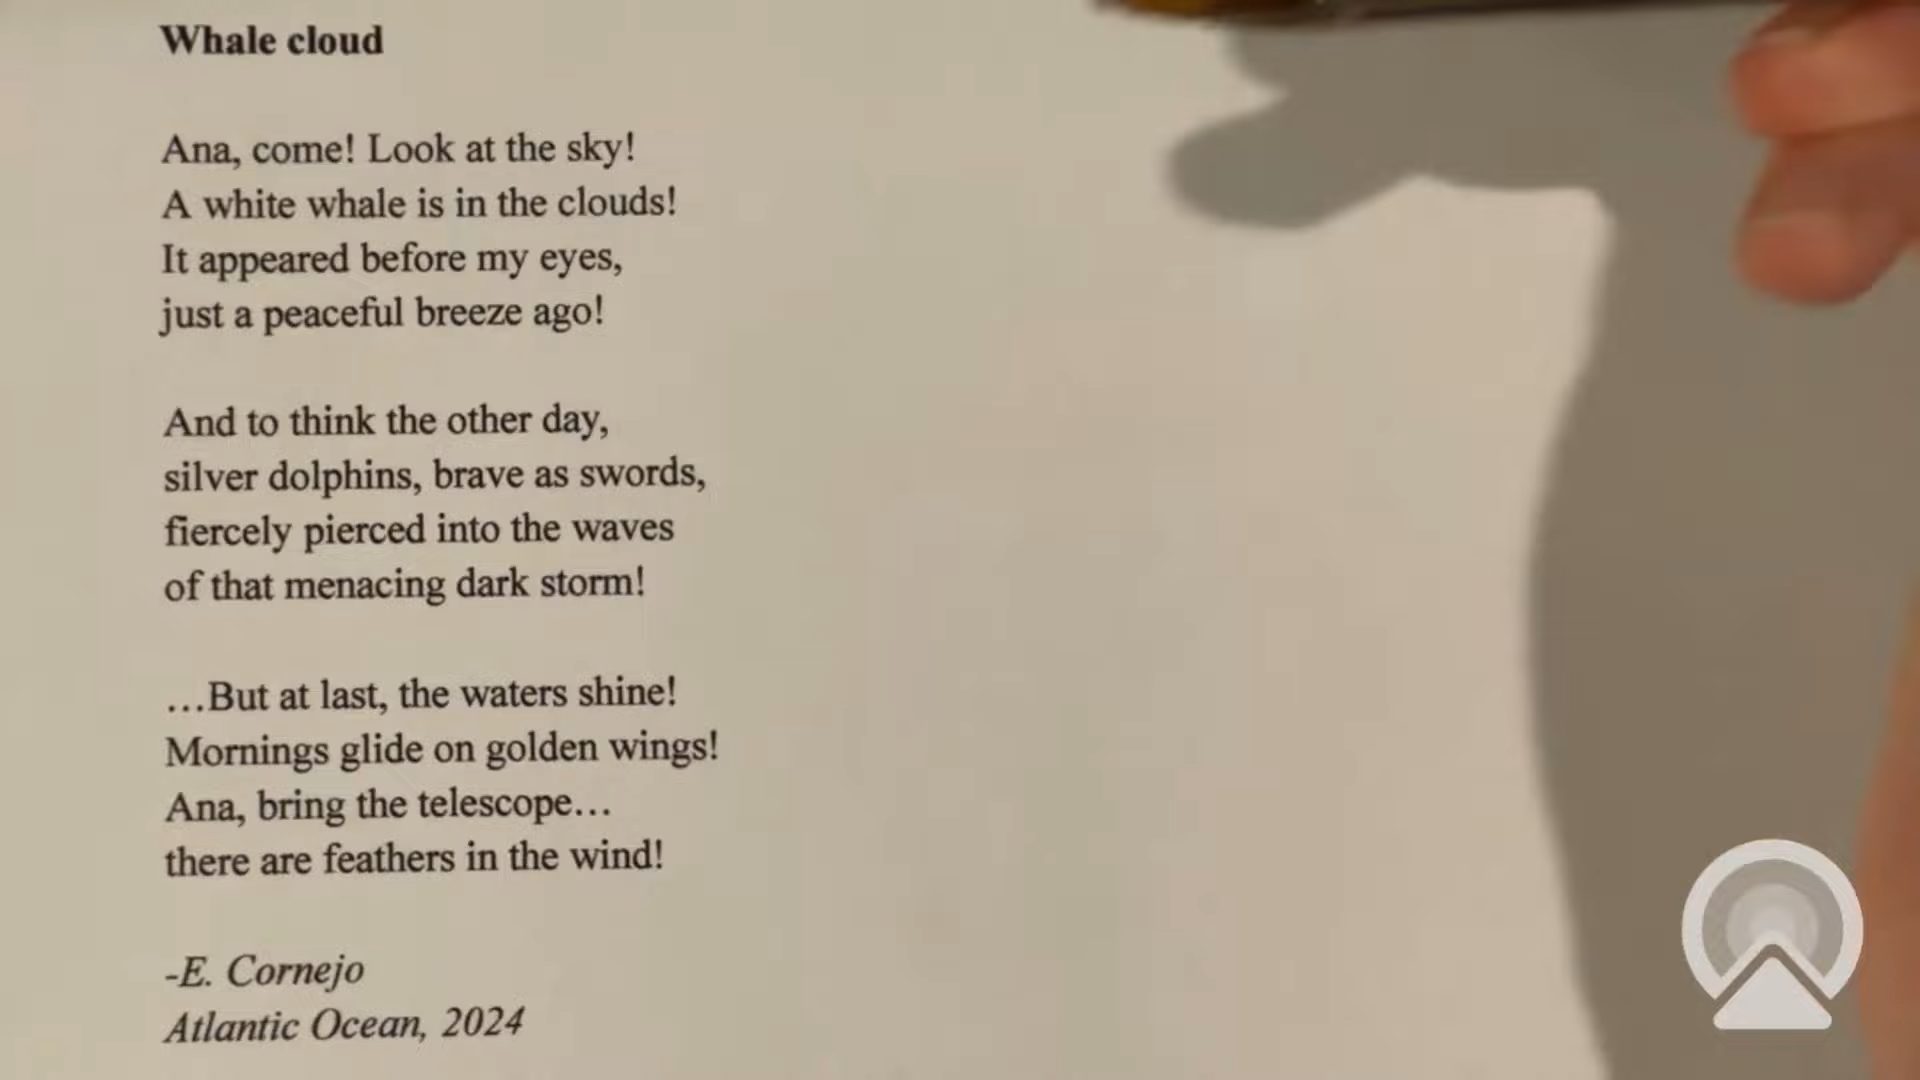 Whale cloud
Ana, come! Look at the sky!
A white whale is in the clouds!
It appeared before my eyes,
just a peaceful breeze ago!
And to think the other day,
silver dolphins, brave as swords,
fiercely pierced into the waves
of that menacing dark storm!
…But at last, the waters shine!
Mornings glide on golden wings!
Ana, bring the telescope…
there are feathers in the wind!
-E. Cornejo
Atlantic Ocean, 2024